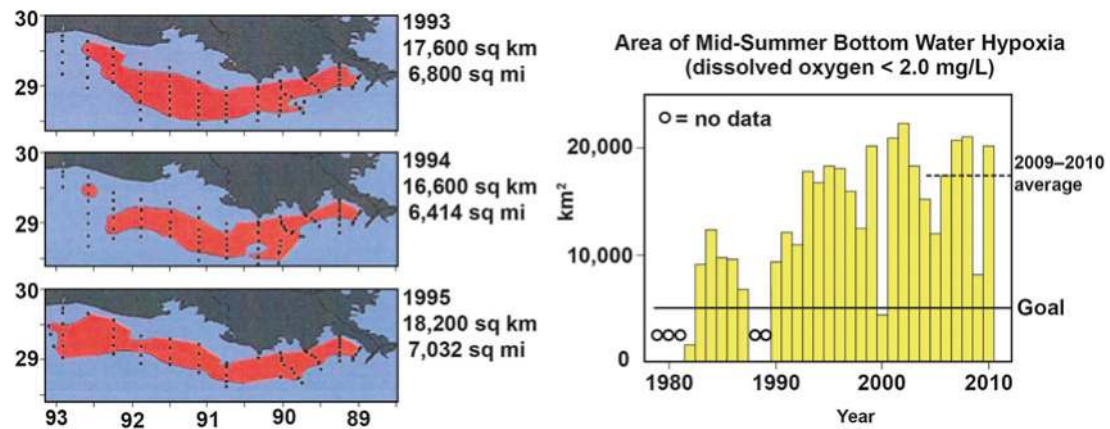 30
29
1993
17,600 sq km
6,800 sq mi
30
29
1994
16,600 sq km
6,414 sq mi
30
29
1995
18,200 sq km
7,032 sq mi
93 92 91 90 89
Area of Mid-Summer Bottom Water Hypoxia
(dissolved oxygen < 2.0 mg/L)
= no data
20,000
10,000
0
km²
2009–2010
average
Goal
1980 1990 2000 2010
Year